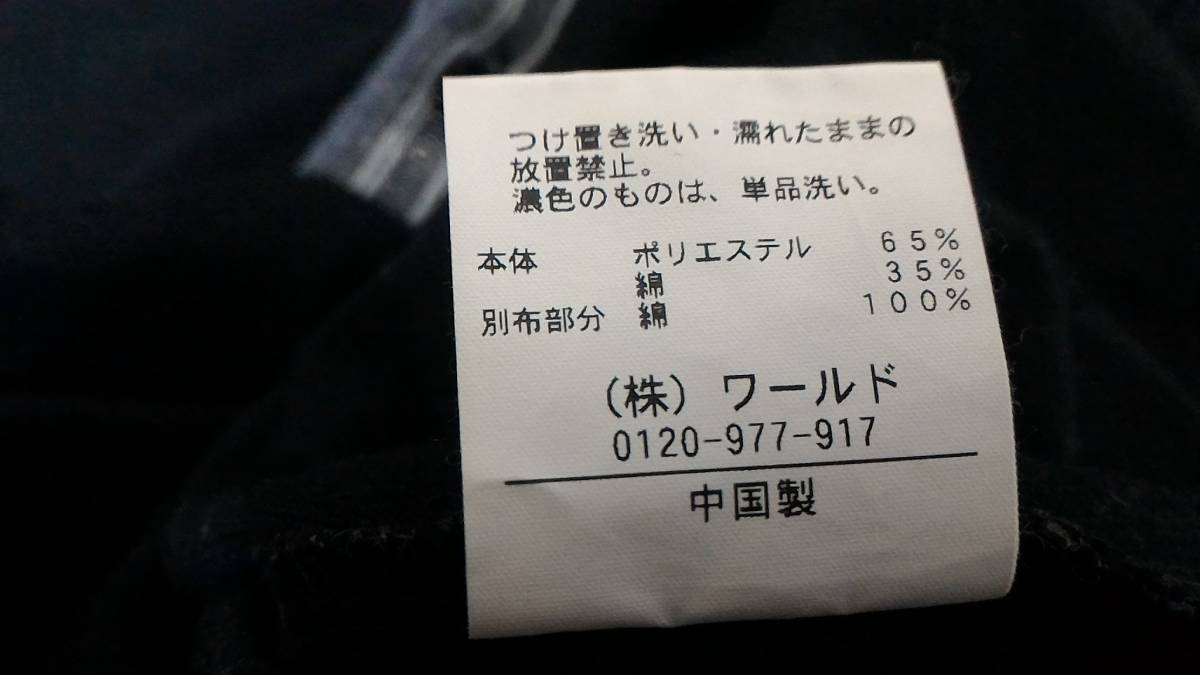 つけ置き洗い・濡れたままの
放置禁止。
濃色のものは、単品洗い。
本体 ポリエステル 65%
綿 35%
別布部分 綿 100%
(株) ワールド
0120-977-917
中国製